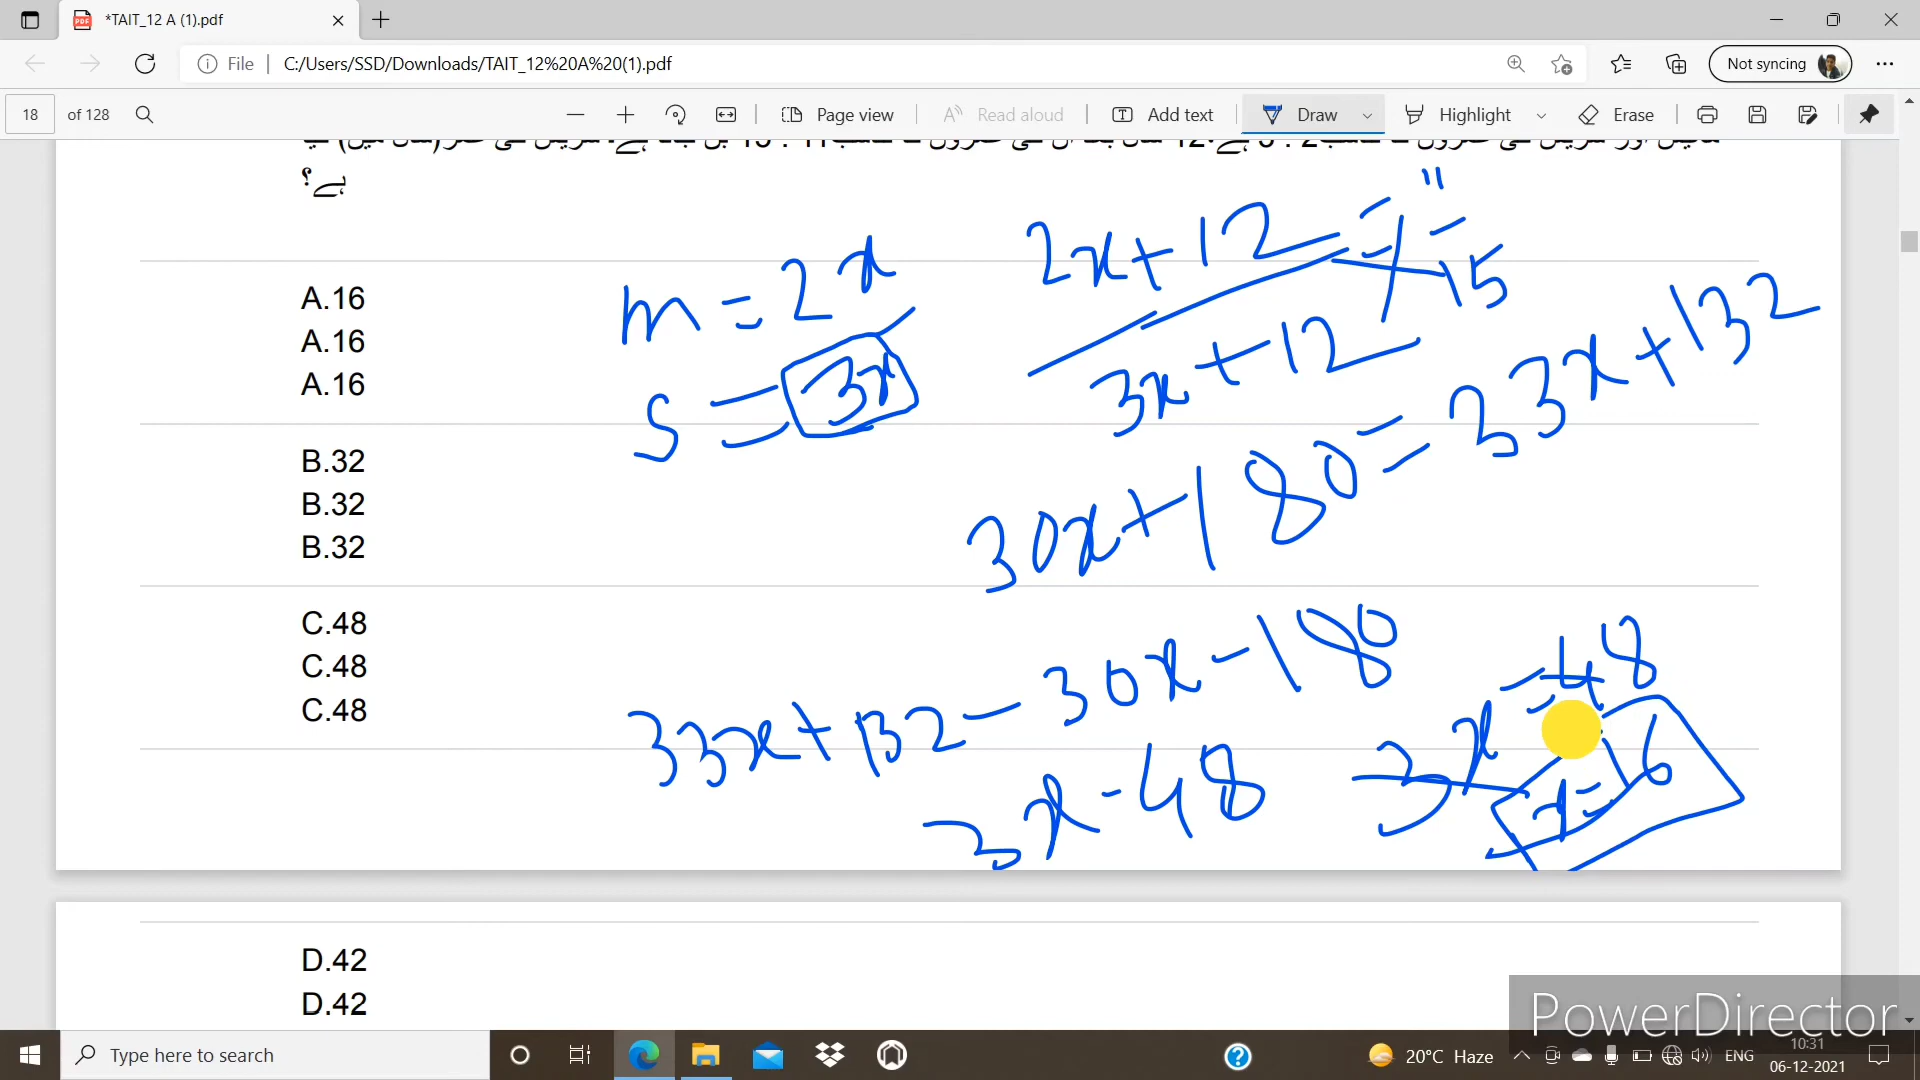 *TAIT_12 A (1).pdf
File
C:/Users/SSD/Downloads/TAIT_12%20A%20(1).pdf
Not syncing
18 of 128
Page view
Read aloud
Add text
Draw
Highlight
Erase
ہے؟
A.16
A.16
A.16
B.32
B.32
B.32
C.48
C.48
C.48
D.42
D.42
m = 2x
s = 3x
2x+12 = 11
3x+12 15
30x+180 = 33x+132
33x+132 - 30x - 180
3x - 48
3x = 48
x = 6
PowerDirector
Type here to search
20°C Haze
ENG
10:31
06-12-2021